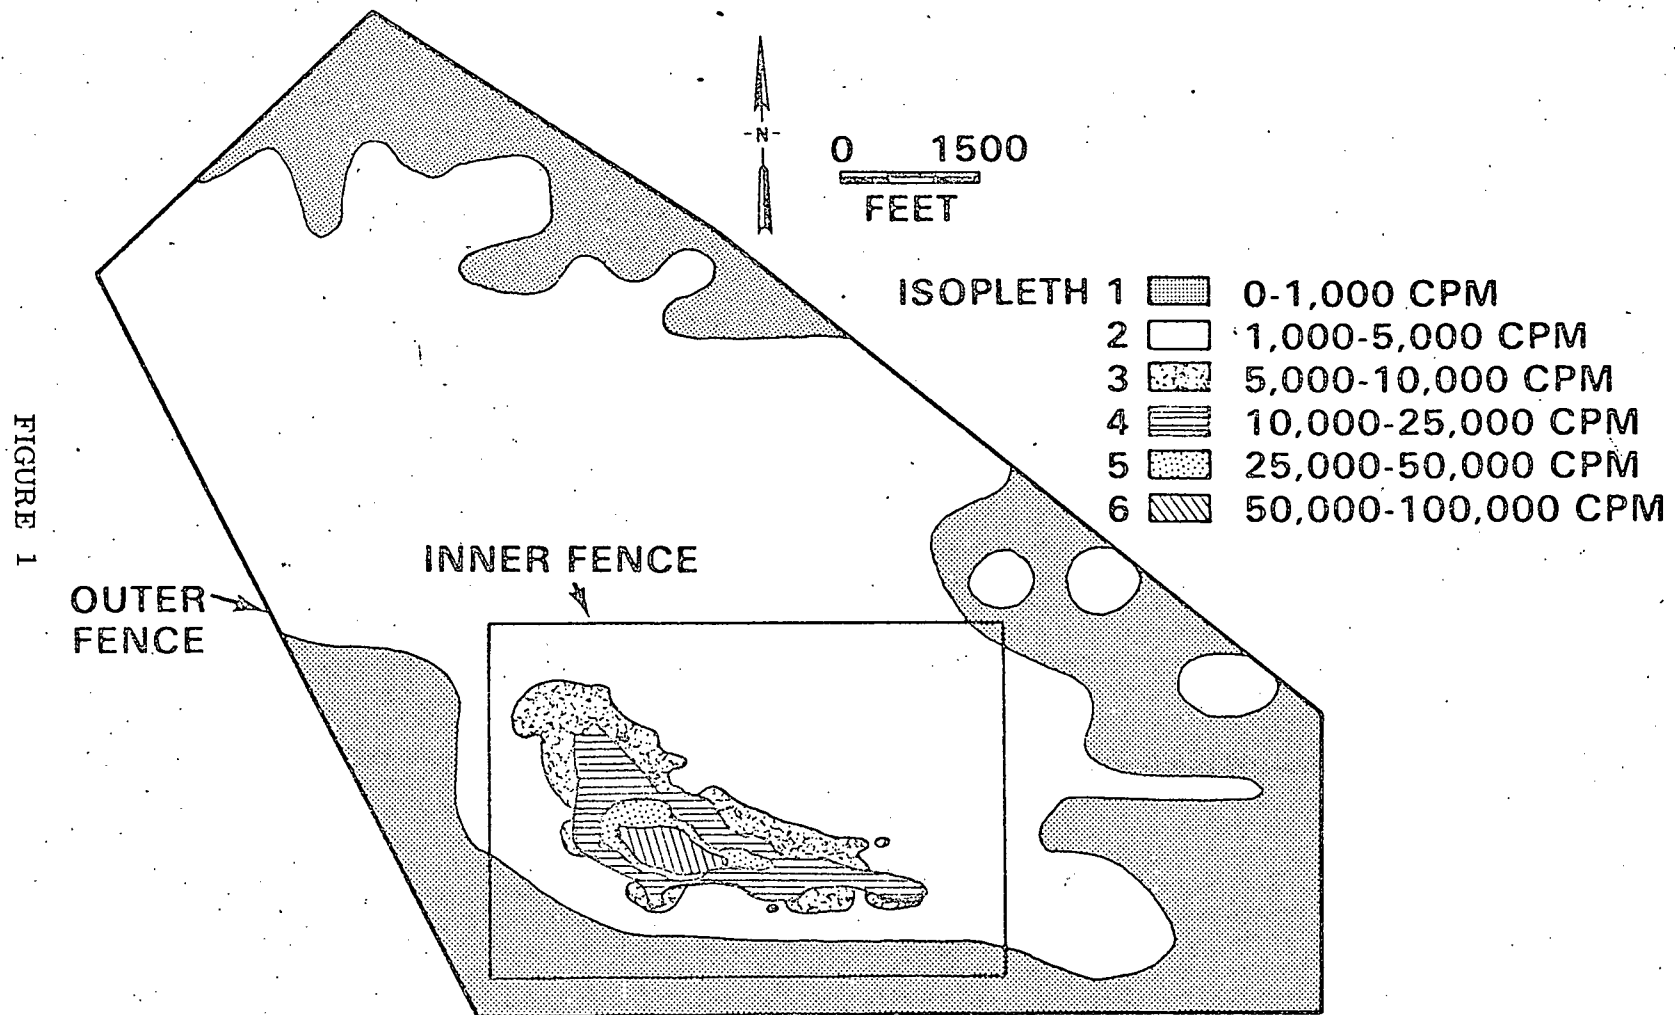 -N-
0 1500
FEET
ISOPLETH 1 0-1,000 CPM
2 1,000-5,000 CPM
3 5,000-10,000 CPM
4 10,000-25,000 CPM
5 25,000-50,000 CPM
6 50,000-100,000 CPM
INNER FENCE
OUTER
FENCE
FIGURE 1